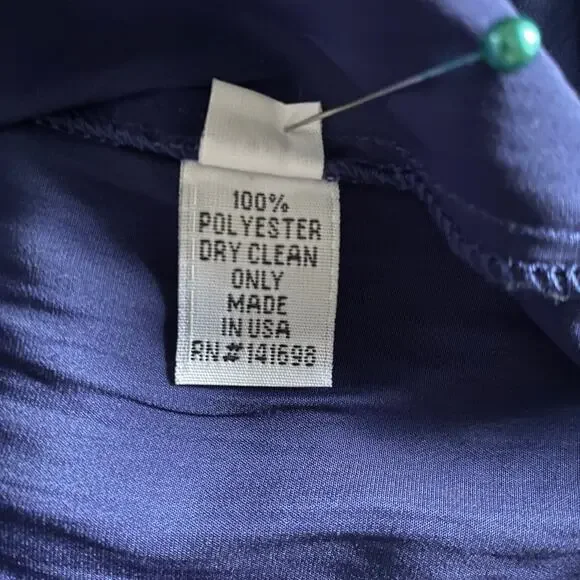 100%
POLYESTER
DRY CLEAN
ONLY
MADE
IN USA
RN#141698